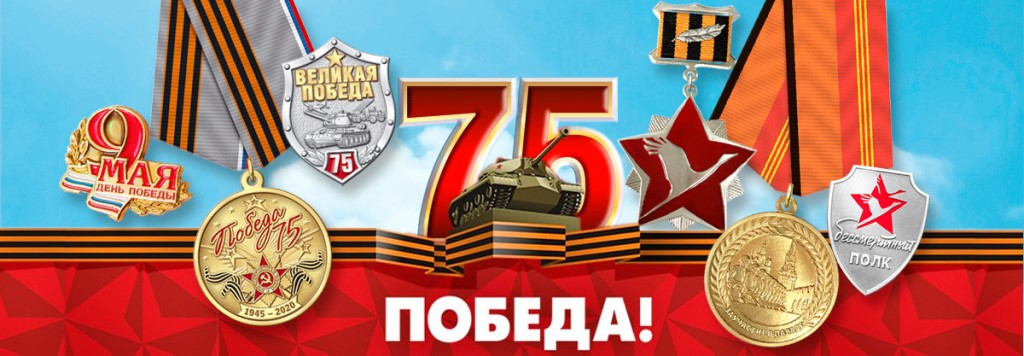 9
МАЯ
ДЕНЬ ПОБЕДЫ
Победа
75
1945 – 2020
ВЕЛИКАЯ
ПОБЕДА
75
75
ПОБЕДА!
бессмертный
ПОЛК